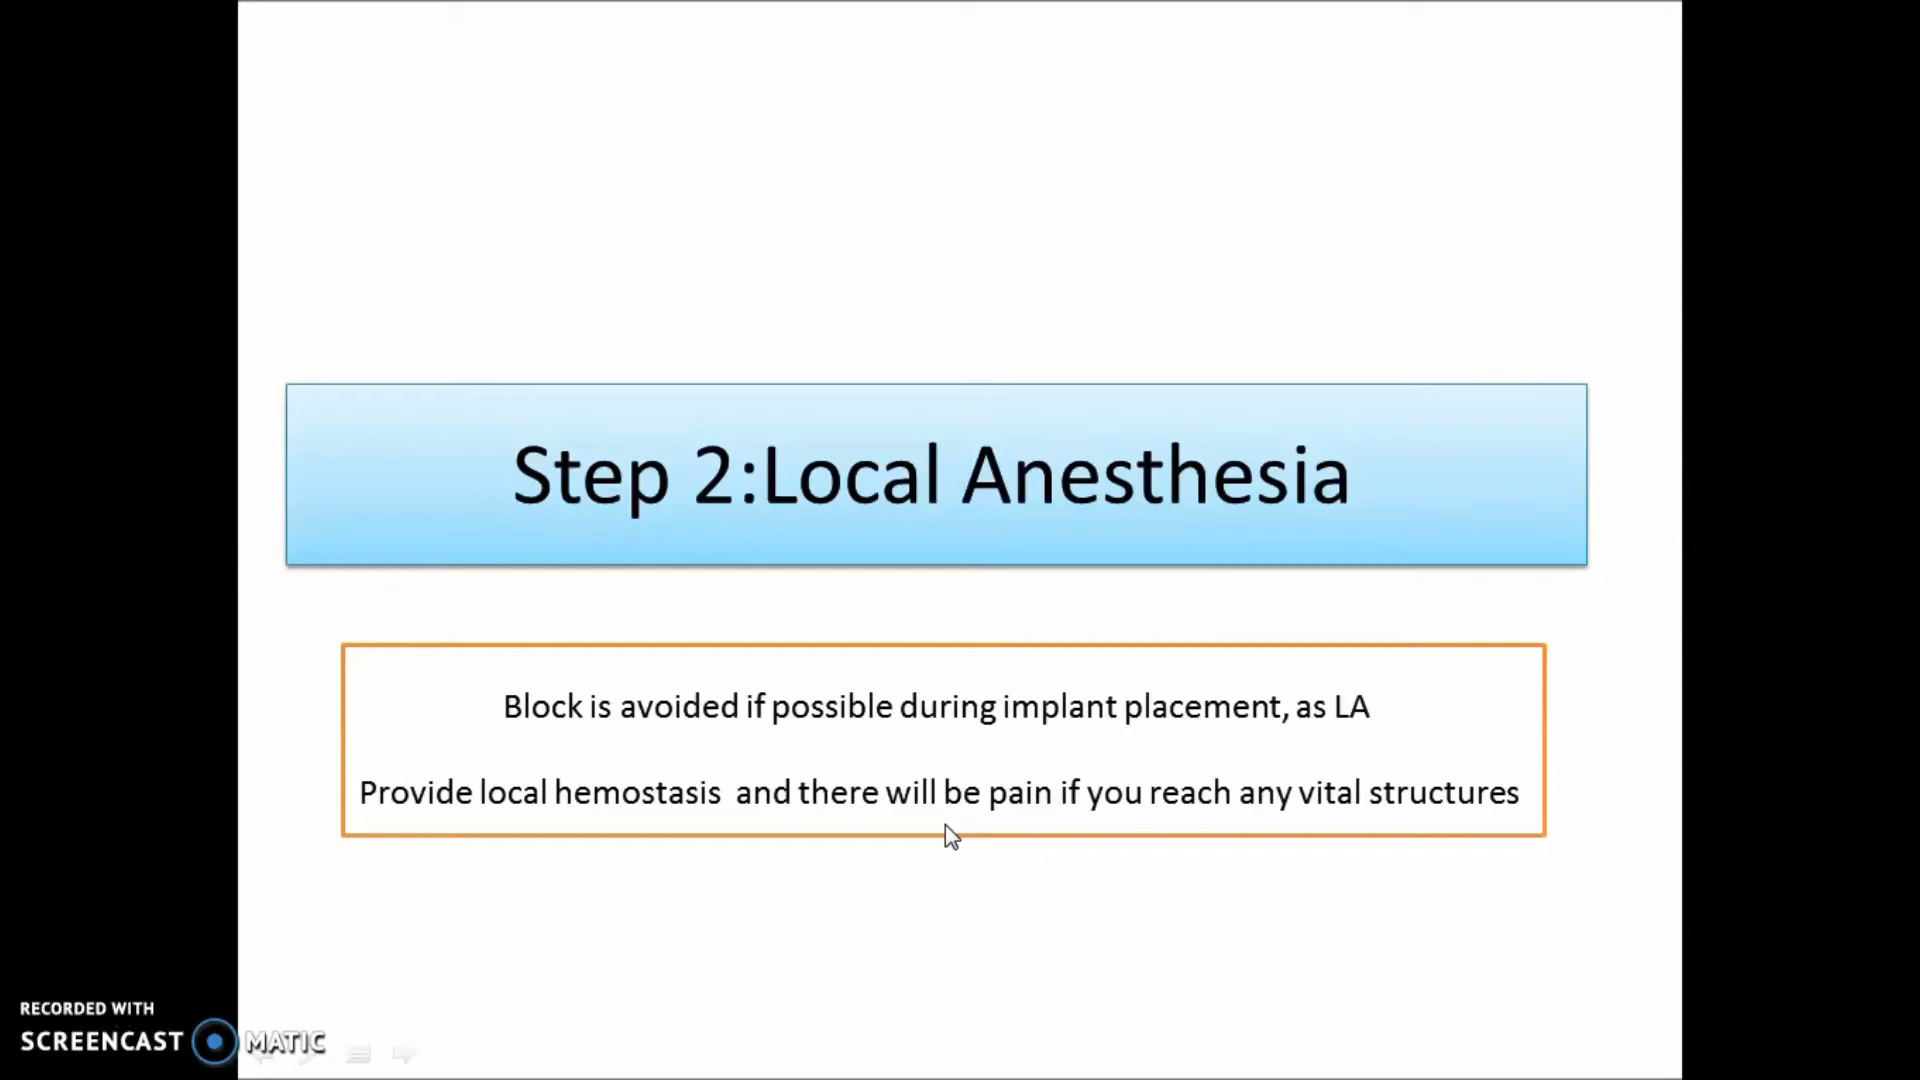 Step 2:Local Anesthesia
Block is avoided if possible during implant placement, as LA
Provide local hemostasis  and there will be pain if you reach any vital structures
RECORDED WITH
SCREENCAST MATIC